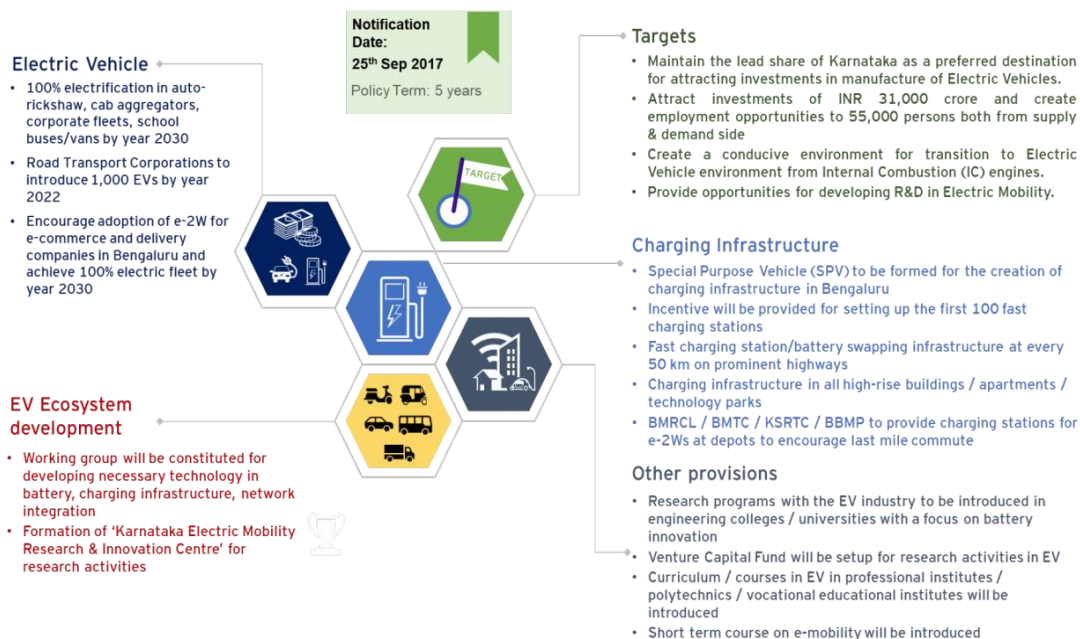 Notification
Date:
25th Sep 2017
Policy Term: 5 years
Electric Vehicle
• 100% electrification in auto-
rickshaw, cab aggregators,
corporate fleets, school
buses/vans by year 2030
• Road Transport Corporations to
introduce 1,000 EVs by year
2022
• Encourage adoption of e-2W for
e-commerce and delivery
companies in Bengaluru and
achieve 100% electric fleet by
year 2030
EV Ecosystem
development
• Working group will be constituted for
developing necessary technology in
battery, charging infrastructure, network
integration
• Formation of ‘Karnataka Electric Mobility
Research & Innovation Centre’ for
research activities
TARGET
Targets
• Maintain the lead share of Karnataka as a preferred destination
for attracting investments in manufacture of Electric Vehicles.
• Attract investments of INR 31,000 crore and create
employment opportunities to 55,000 persons both from supply
& demand side
• Create a conducive environment for transition to Electric
Vehicle environment from Internal Combustion (IC) engines.
• Provide opportunities for developing R&D in Electric Mobility.
Charging Infrastructure
• Special Purpose Vehicle (SPV) to be formed for the creation of
charging infrastructure in Bengaluru
• Incentive will be provided for setting up the first 100 fast
charging stations
• Fast charging station/battery swapping infrastructure at every
50 km on prominent highways
• Charging infrastructure in all high-rise buildings / apartments /
technology parks
• BMRCL / BMTC / KSRTC / BBMP to provide charging stations for
e-2Ws at depots to encourage last mile commute
Other provisions
• Research programs with the EV industry to be introduced in
engineering colleges / universities with a focus on battery
innovation
• Venture Capital Fund will be setup for research activities in EV
• Curriculum / courses in EV in professional institutes /
polytechnics / vocational educational institutes will be
introduced
• Short term course on e-mobility will be introduced